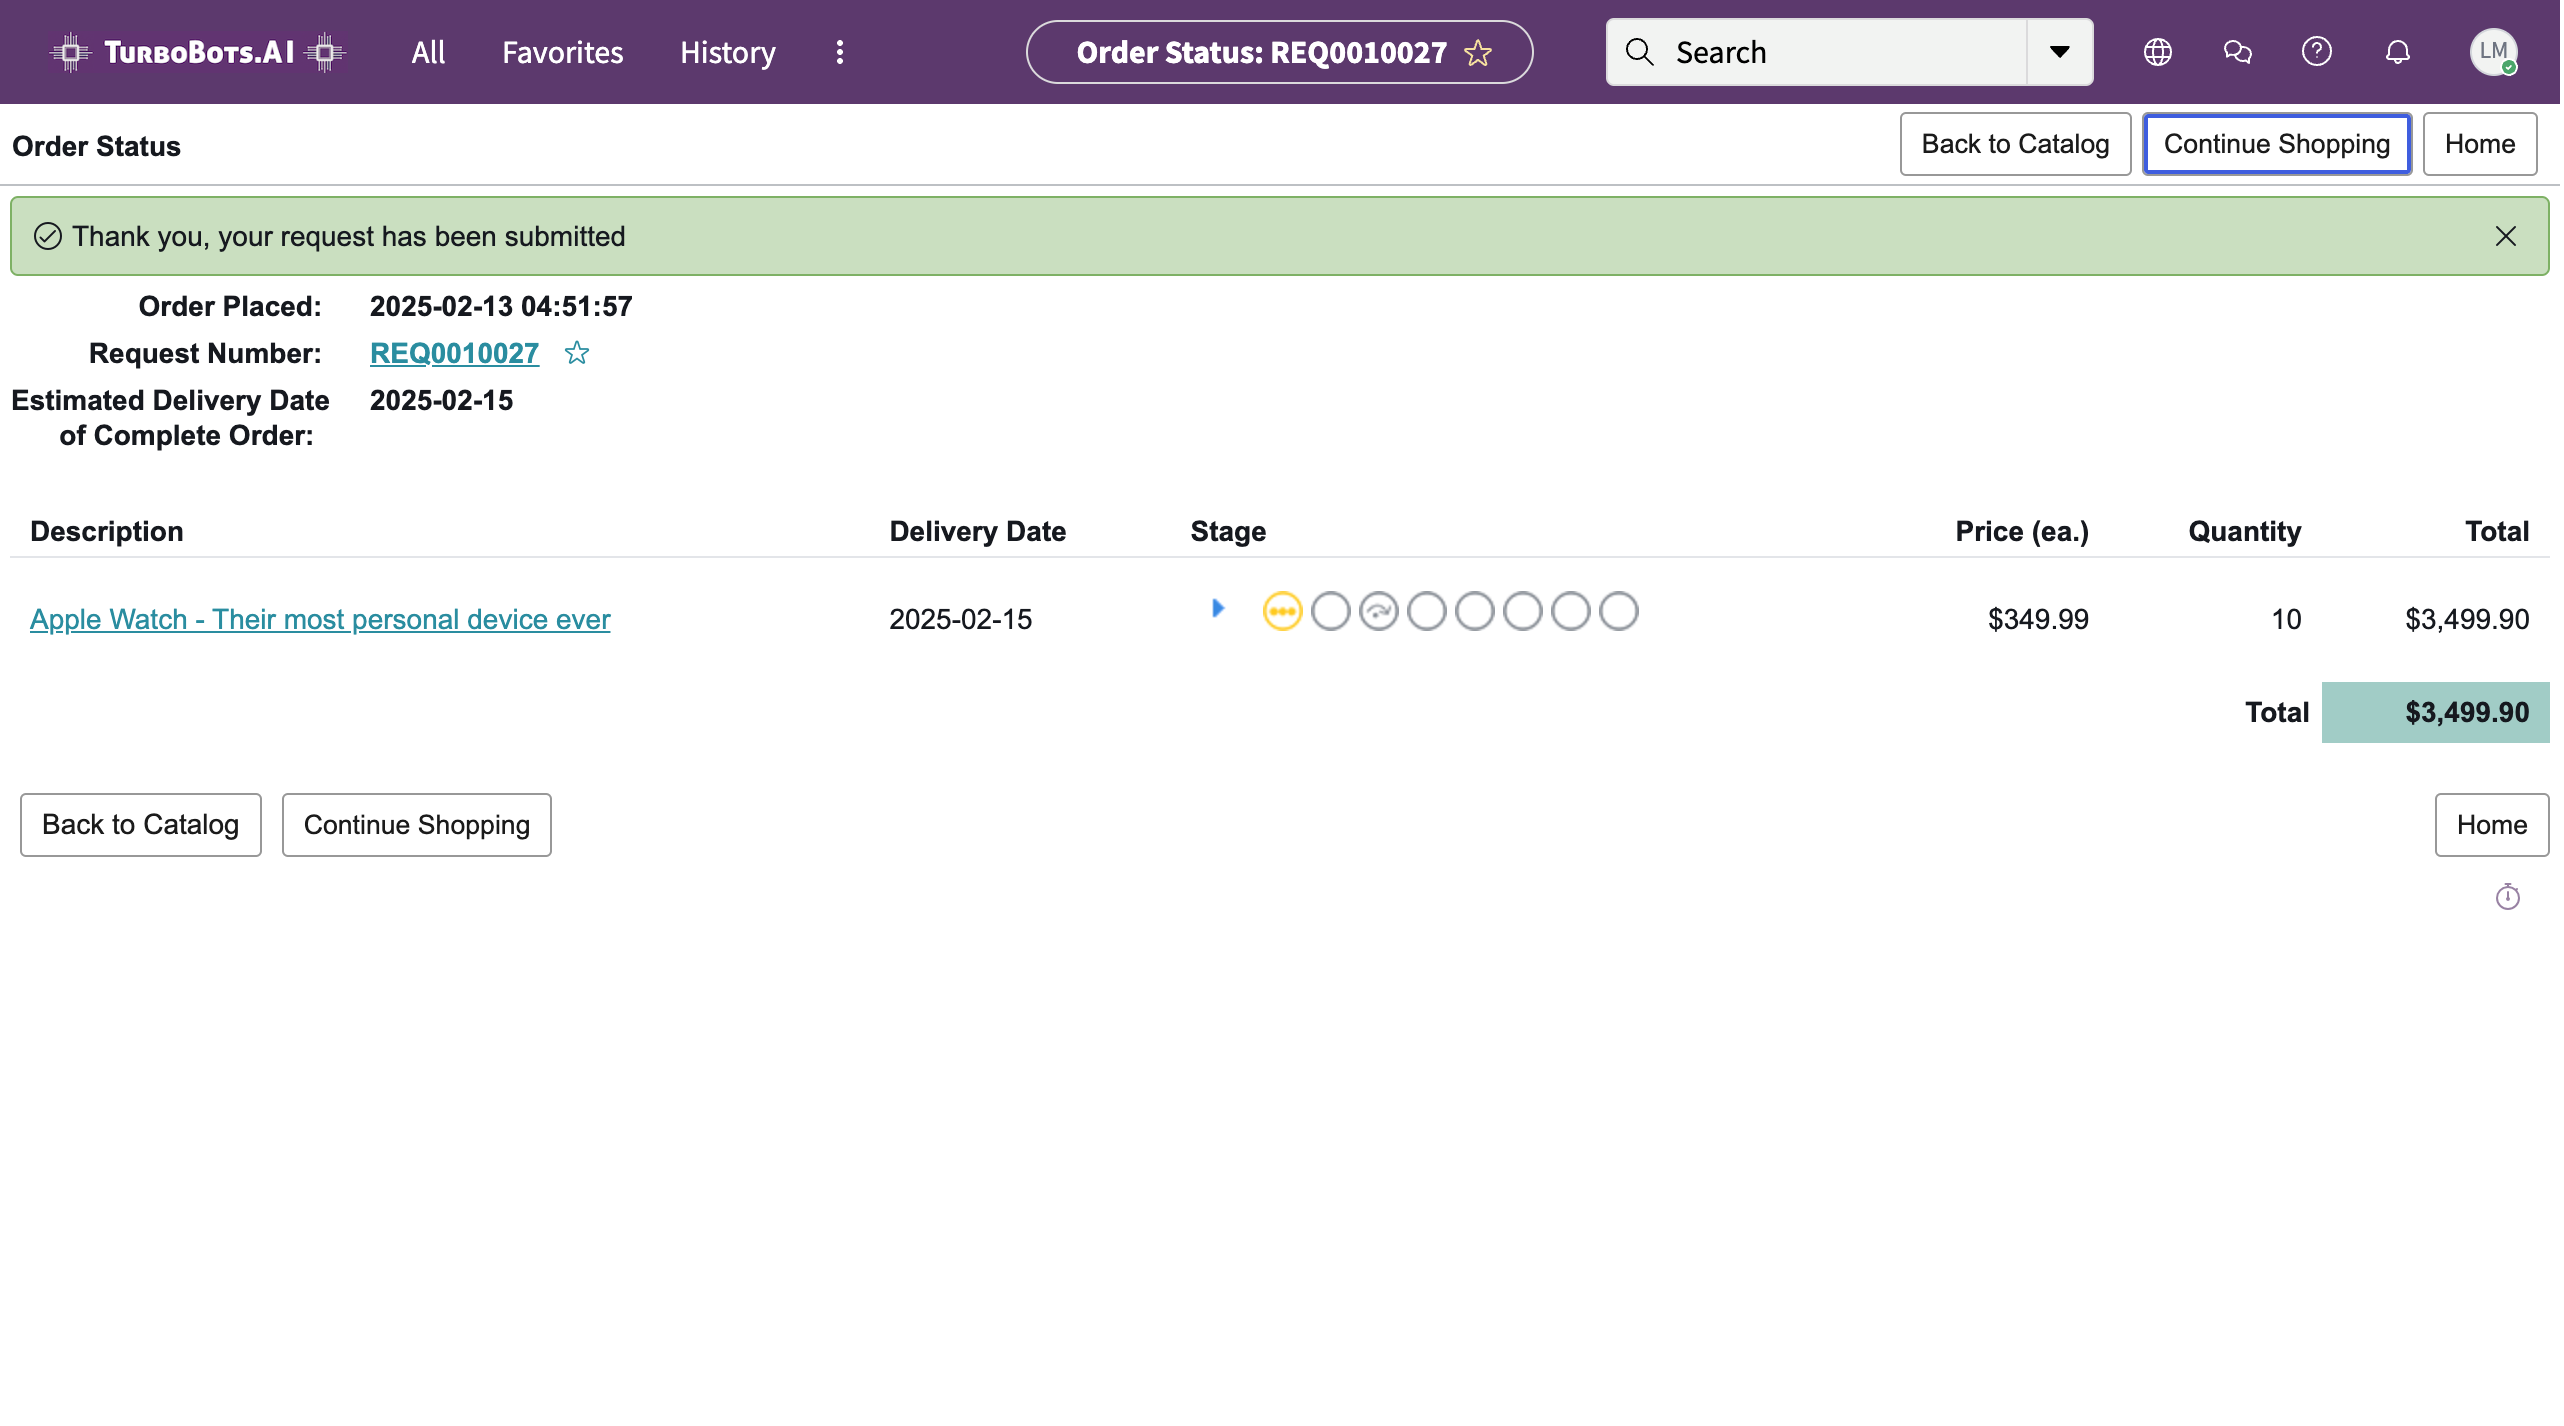 TURBOBOTS.AI All Favorites History Order Status: REQ0010027 Search LM
Order Status Back to Catalog Continue Shopping Home
Thank you, your request has been submitted
Order Placed: 2025-02-13 04:51:57
Request Number: REQ0010027
Estimated Delivery Date 2025-02-15
of Complete Order:
Description Delivery Date Stage Price (ea.) Quantity Total
Apple Watch - Their most personal device ever 2025-02-15 $349.99 10 $3,499.90
Total $3,499.90
Back to Catalog Continue Shopping Home